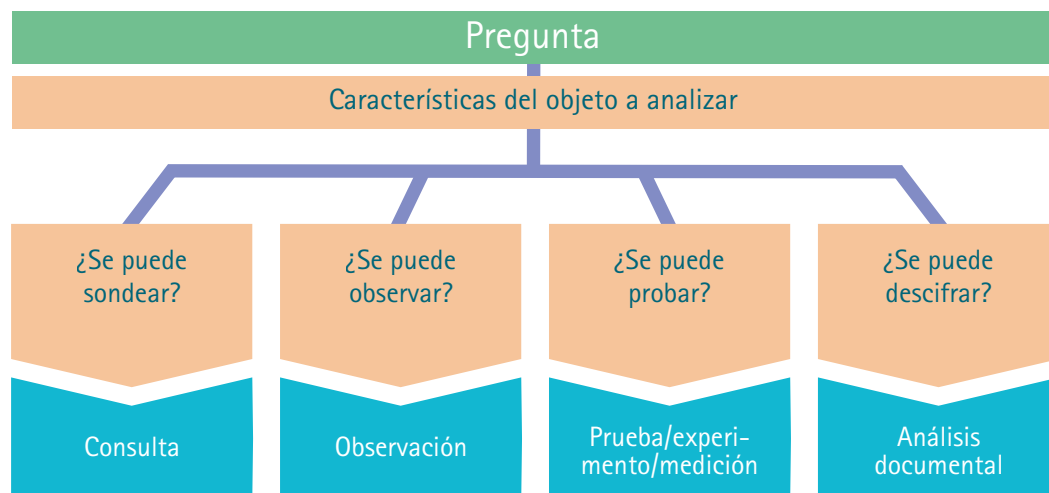 Pregunta
Características del objeto a analizar
¿Se puede
sondear?
¿Se puede
observar?
¿Se puede
probar?
¿Se puede
descifrar?
Consulta
Observación
Prueba/experi-
mento/medición
Análisis
documental